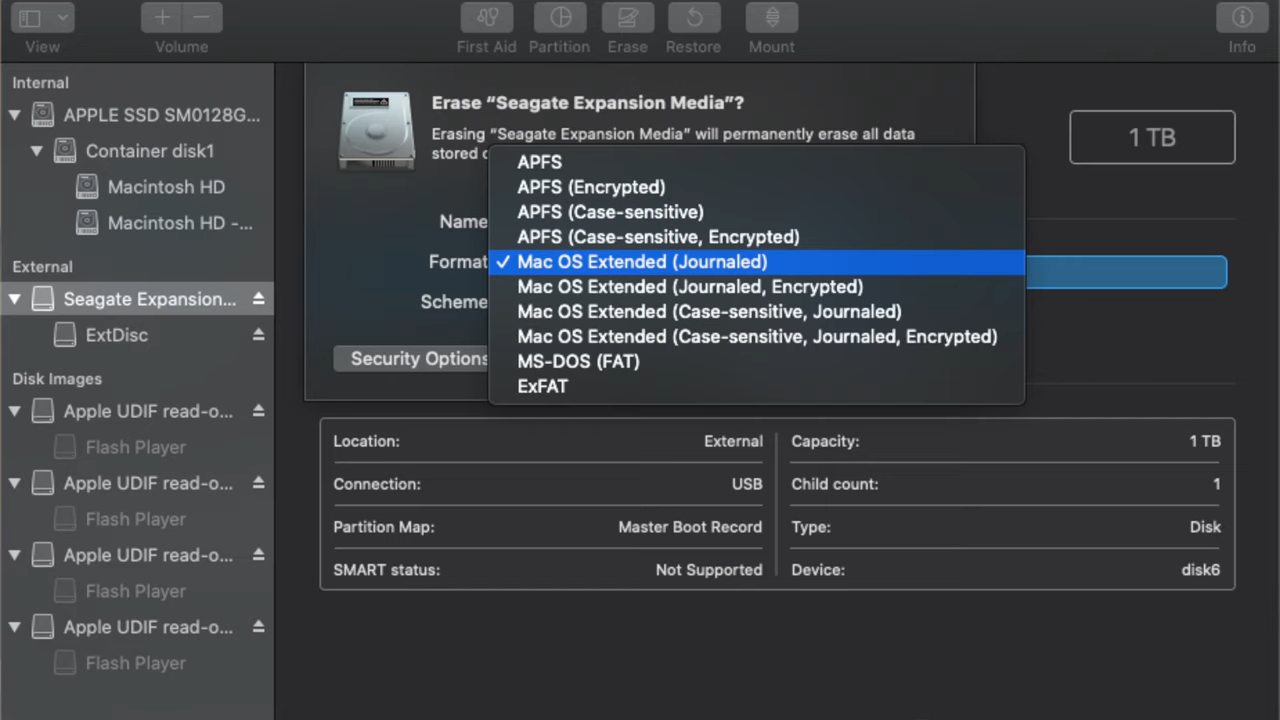 View
Volume
First Aid
Partition
Erase
Restore
Mount
Info
Internal
APPLE SSD SM0128G...
Container disk1
Macintosh HD
Macintosh HD -...
External
Seagate Expansion...
ExtDisc
Disk Images
Apple UDIF read-o...
Flash Player
Apple UDIF read-o...
Flash Player
Apple UDIF read-o...
Flash Player
Apple UDIF read-o...
Flash Player
Erase “Seagate Expansion Media”?
Erasing “Seagate Expansion Media” will permanently erase all data
stored
1 TB
Name
Format
Scheme
Security Options
APFS
APFS (Encrypted)
APFS (Case-sensitive)
APFS (Case-sensitive, Encrypted)
✓ Mac OS Extended (Journaled)
Mac OS Extended (Journaled, Encrypted)
Mac OS Extended (Case-sensitive, Journaled)
Mac OS Extended (Case-sensitive, Journaled, Encrypted)
MS-DOS (FAT)
ExFAT
Location: External
Connection: USB
Partition Map: Master Boot Record
SMART status: Not Supported
Capacity: 1 TB
Child count: 1
Type: Disk
Device: disk6